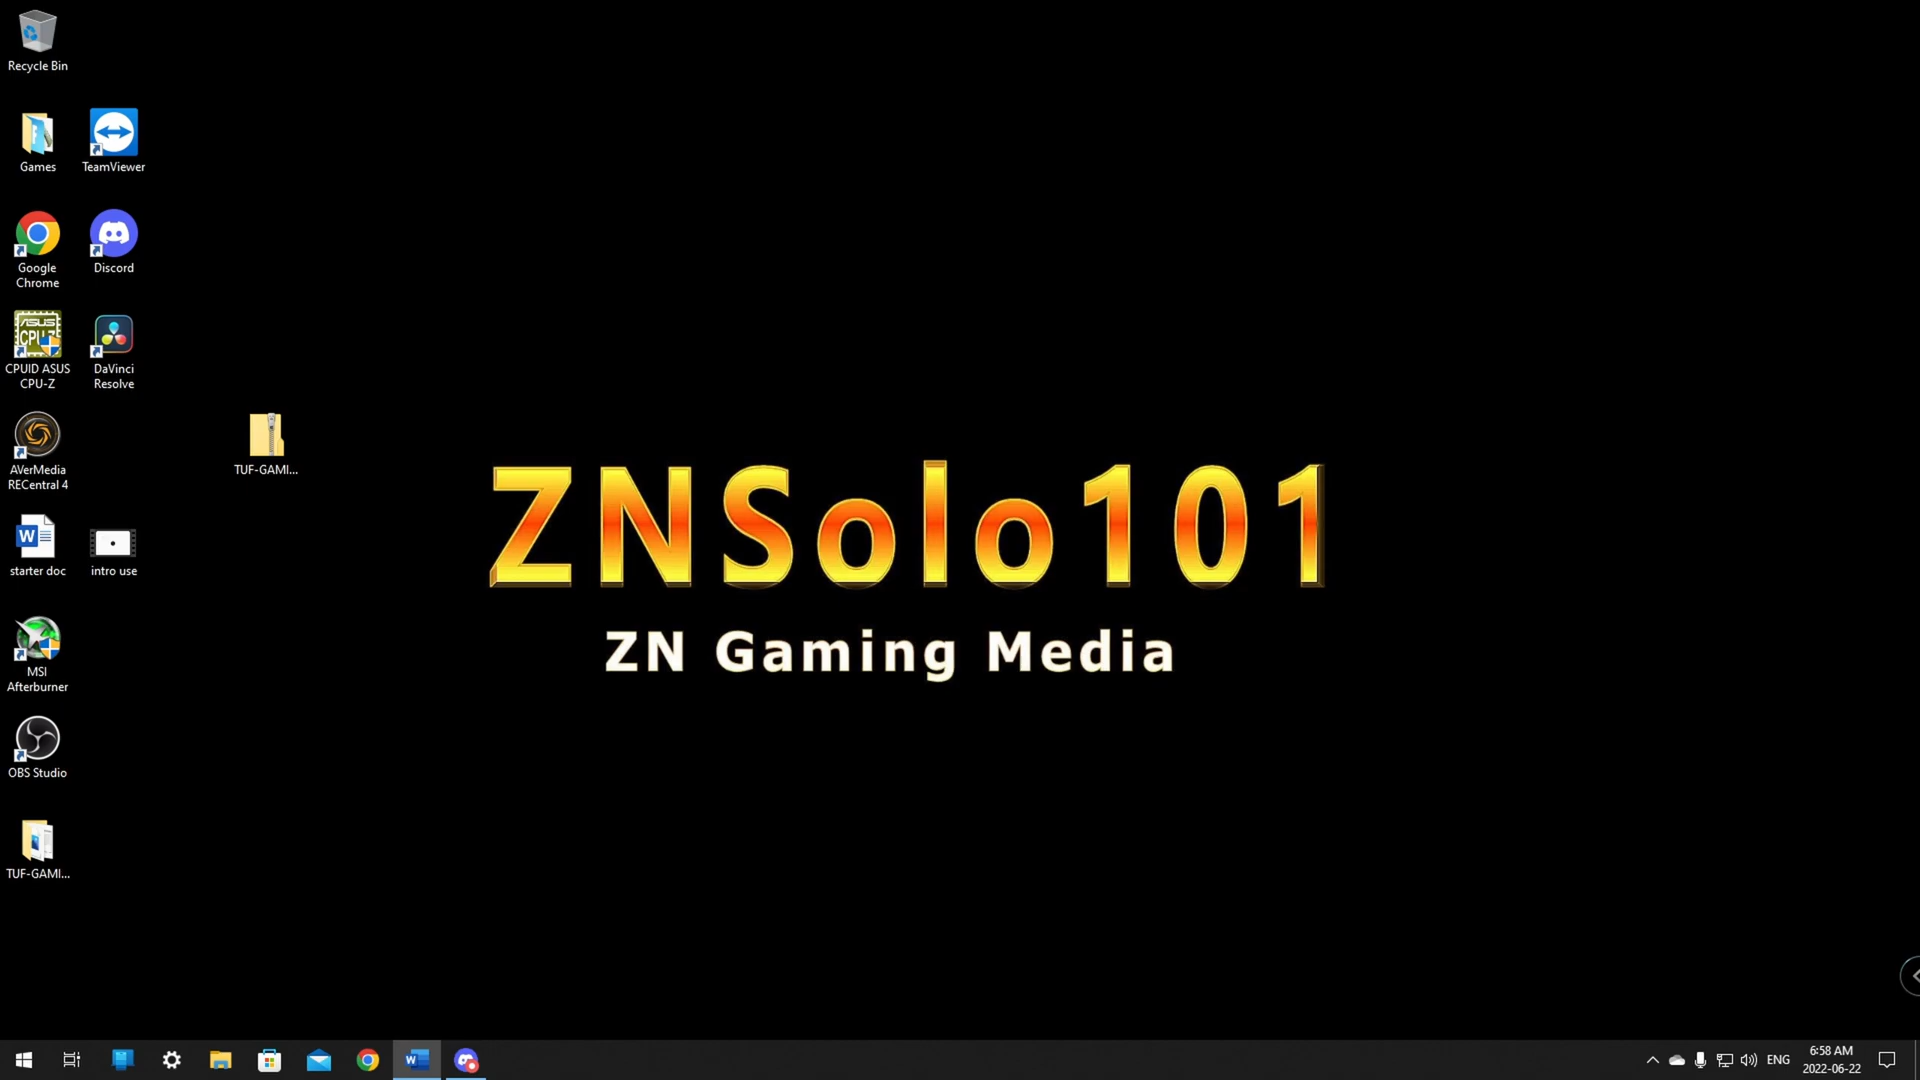 Recycle Bin
Games
TeamViewer
Google
Chrome
Discord
ASUS
CPU-Z
CPUID ASUS
CPU-Z
DaVinci
Resolve
AVerMedia
RECentral 4
TUF-GAMI...
W
starter doc
intro use
MSI
Afterburner
OBS Studio
TUF-GAMI...
ZNSolo101
ZN Gaming Media
W
ENG
6:58 AM
2022-06-22